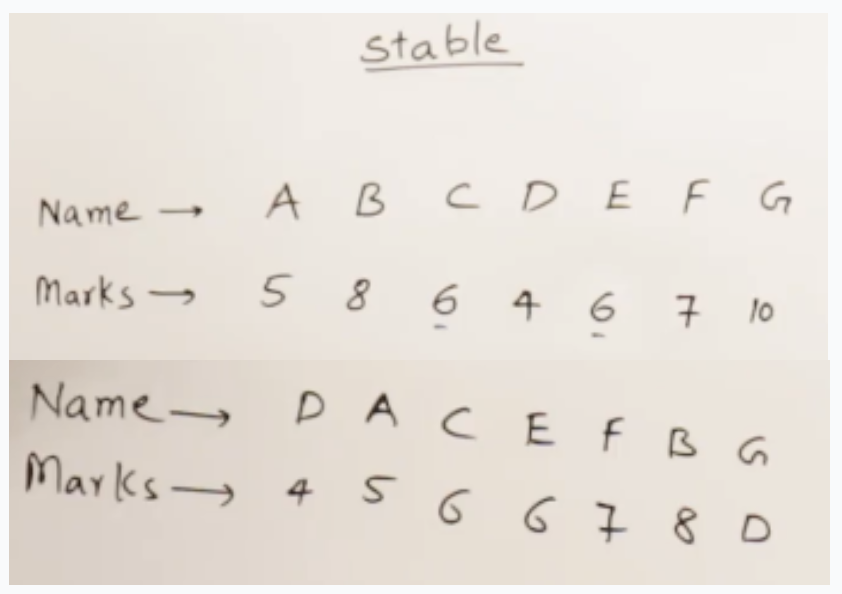 Stable
Name → A B C D E F G
Marks → 5 8 6 4 6 7 10
Name → D A C E F B G
Marks → 4 5 6 6 7 8 D